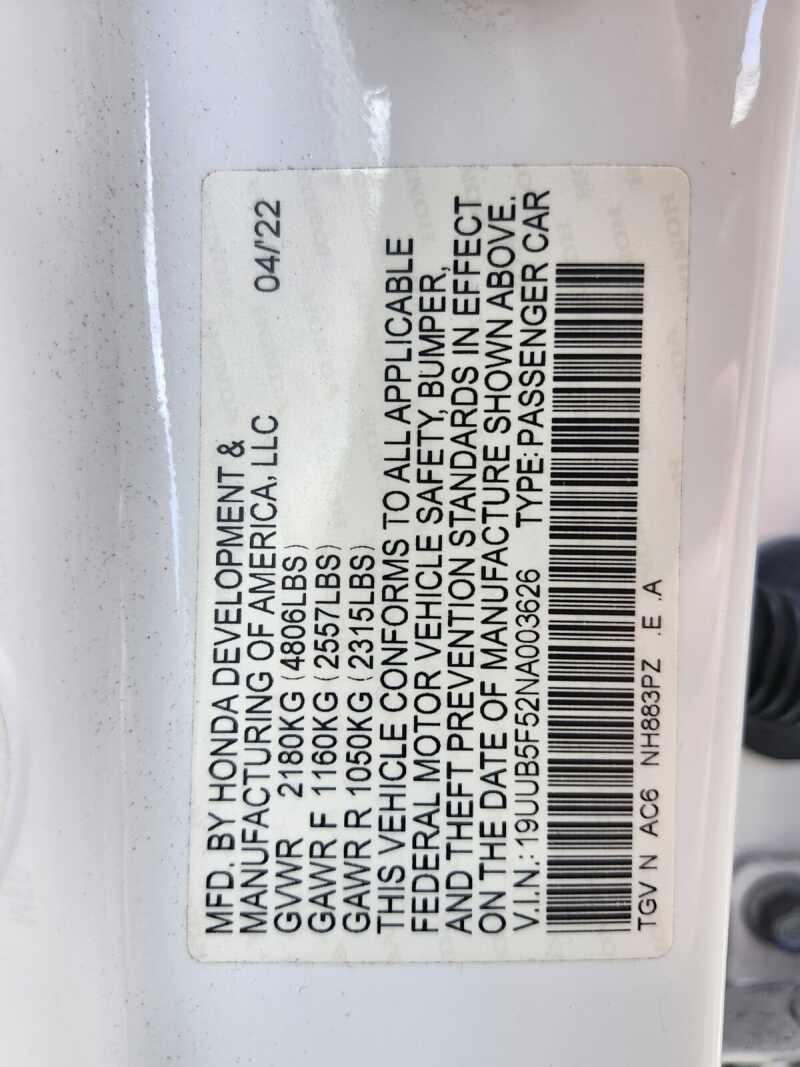 MFD. BY HONDA DEVELOPMENT &
MANUFACTURING OF AMERICA, LLC 04/'22
GVWR 2180KG (4806LBS)
GAWR F 1160KG (2557LBS)
GAWR R 1050KG (2315LBS)
THIS VEHICLE CONFORMS TO ALL APPLICABLE
FEDERAL MOTOR VEHICLE SAFETY, BUMPER,
AND THEFT PREVENTION STANDARDS IN EFFECT
ON THE DATE OF MANUFACTURE SHOWN ABOVE.
V.I.N.: 19UUB5F52NA003626 TYPE: PASSENGER CAR
TGV N AC6 NH883PZ .E .A